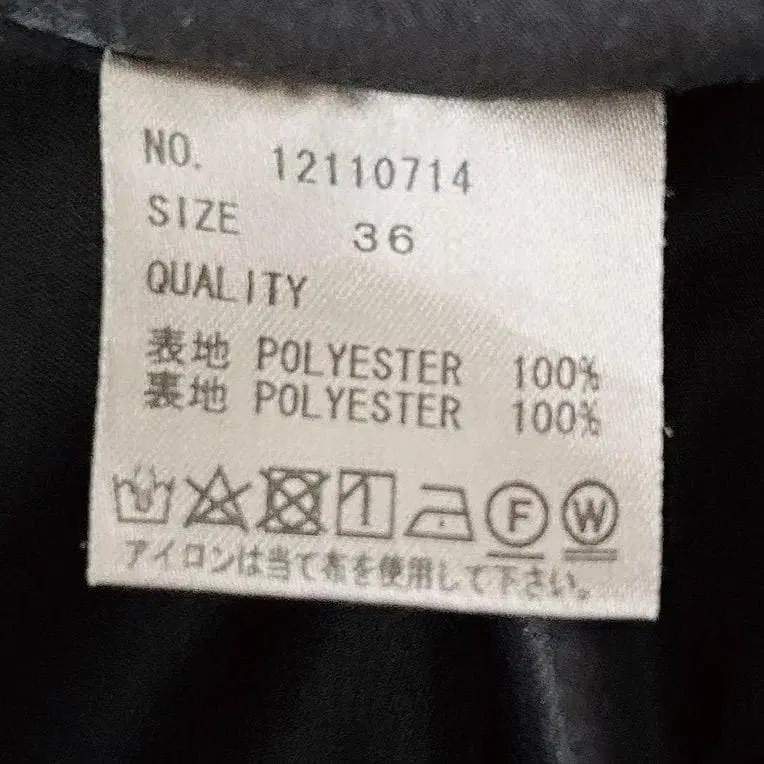 NO. 12110714
SIZE 36
QUALITY
表地 POLYESTER 100%
裏地 POLYESTER 100%
F W
アイロンは当て布を使用して下さい。